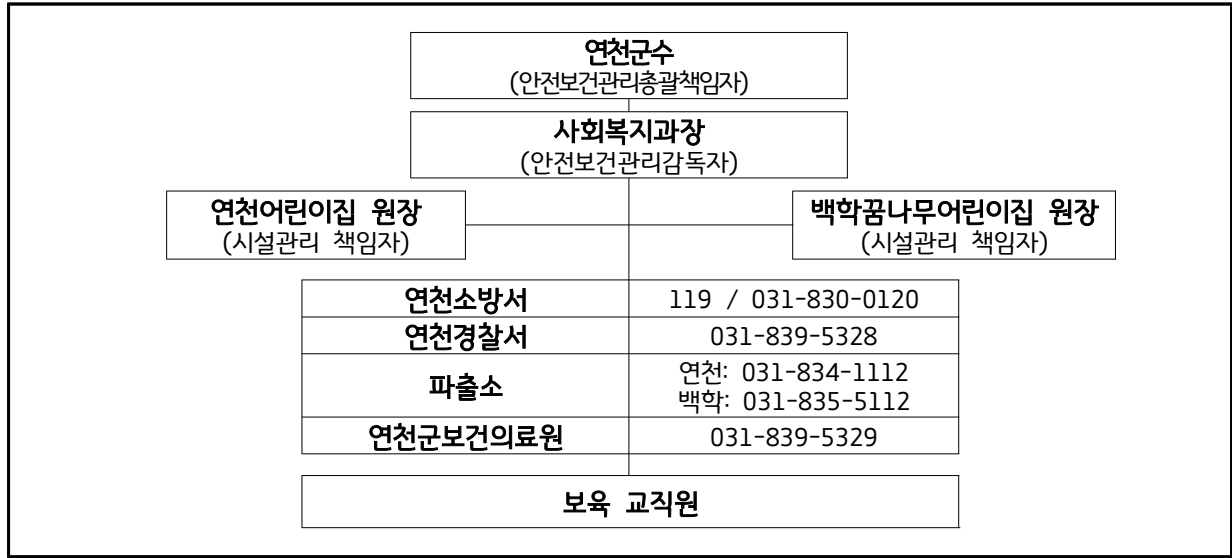 연천군수
(안전보건관리총괄책임자)
사회복지과장
(안전보건관리감독자)
연천어린이집 원장
(시설관리 책임자)
백학꿈나무어린이집 원장
(시설관리 책임자)
연천소방서 119 / 031-830-0120
연천경찰서 031-839-5328
파출소 연천: 031-834-1112
백학: 031-835-5112
연천군보건의료원 031-839-5329
보육 교직원